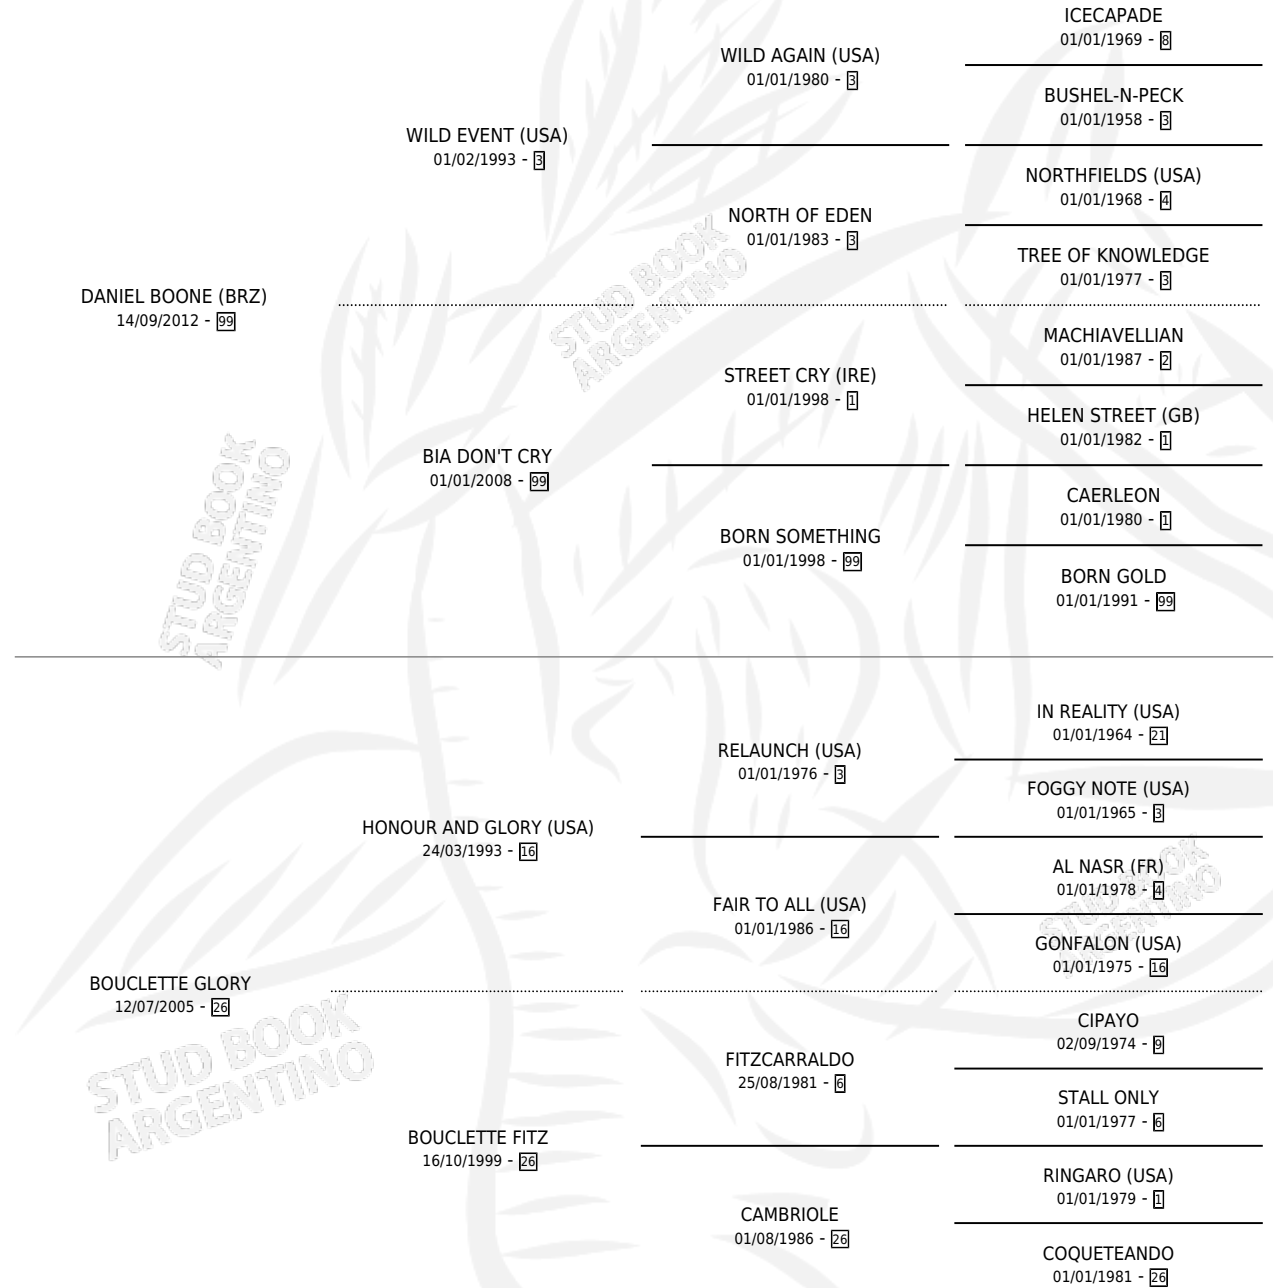 ICECAPADE
01/01/1969 - 8
WILD AGAIN (USA)
01/01/1980 - 3
BUSHEL-N-PECK
01/01/1958 - 3
WILD EVENT (USA)
01/02/1993 - 3
NORTHFIELDS (USA)
01/01/1968 - 4
NORTH OF EDEN
01/01/1983 - 3
TREE OF KNOWLEDGE
01/01/1977 - 3
DANIEL BOONE (BRZ)
14/09/2012 - 99
MACHIAVELLIAN
01/01/1987 - 2
STREET CRY (IRE)
01/01/1998 - 1
HELEN STREET (GB)
01/01/1982 - 1
BIA DON'T CRY
01/01/2008 - 99
CAERLEON
01/01/1980 - 1
BORN SOMETHING
01/01/1998 - 99
BORN GOLD
01/01/1991 - 99
STUD BOOK
ARGENTINO
STUD BOOK
ARGENTINO
IN REALITY (USA)
01/01/1964 - 21
RELAUNCH (USA)
01/01/1976 - 3
FOGGY NOTE (USA)
01/01/1965 - 3
HONOUR AND GLORY (USA)
24/03/1993 - 16
AL NASR (FR)
01/01/1978 - 4
FAIR TO ALL (USA)
01/01/1986 - 16
GONFALON (USA)
01/01/1975 - 16
STUD BOOK
ARGENTINO
BOUCLETTE GLORY
12/07/2005 - 26
CIPAYO
02/09/1974 - 9
FITZCARRALDO
25/08/1981 - 6
STALL ONLY
01/01/1977 - 6
BOUCLETTE FITZ
16/10/1999 - 26
RINGARO (USA)
01/01/1979 - 1
CAMBRIOLE
01/08/1986 - 26
COQUETEANDO
01/01/1981 - 26
STUD BOOK
ARGENTINO